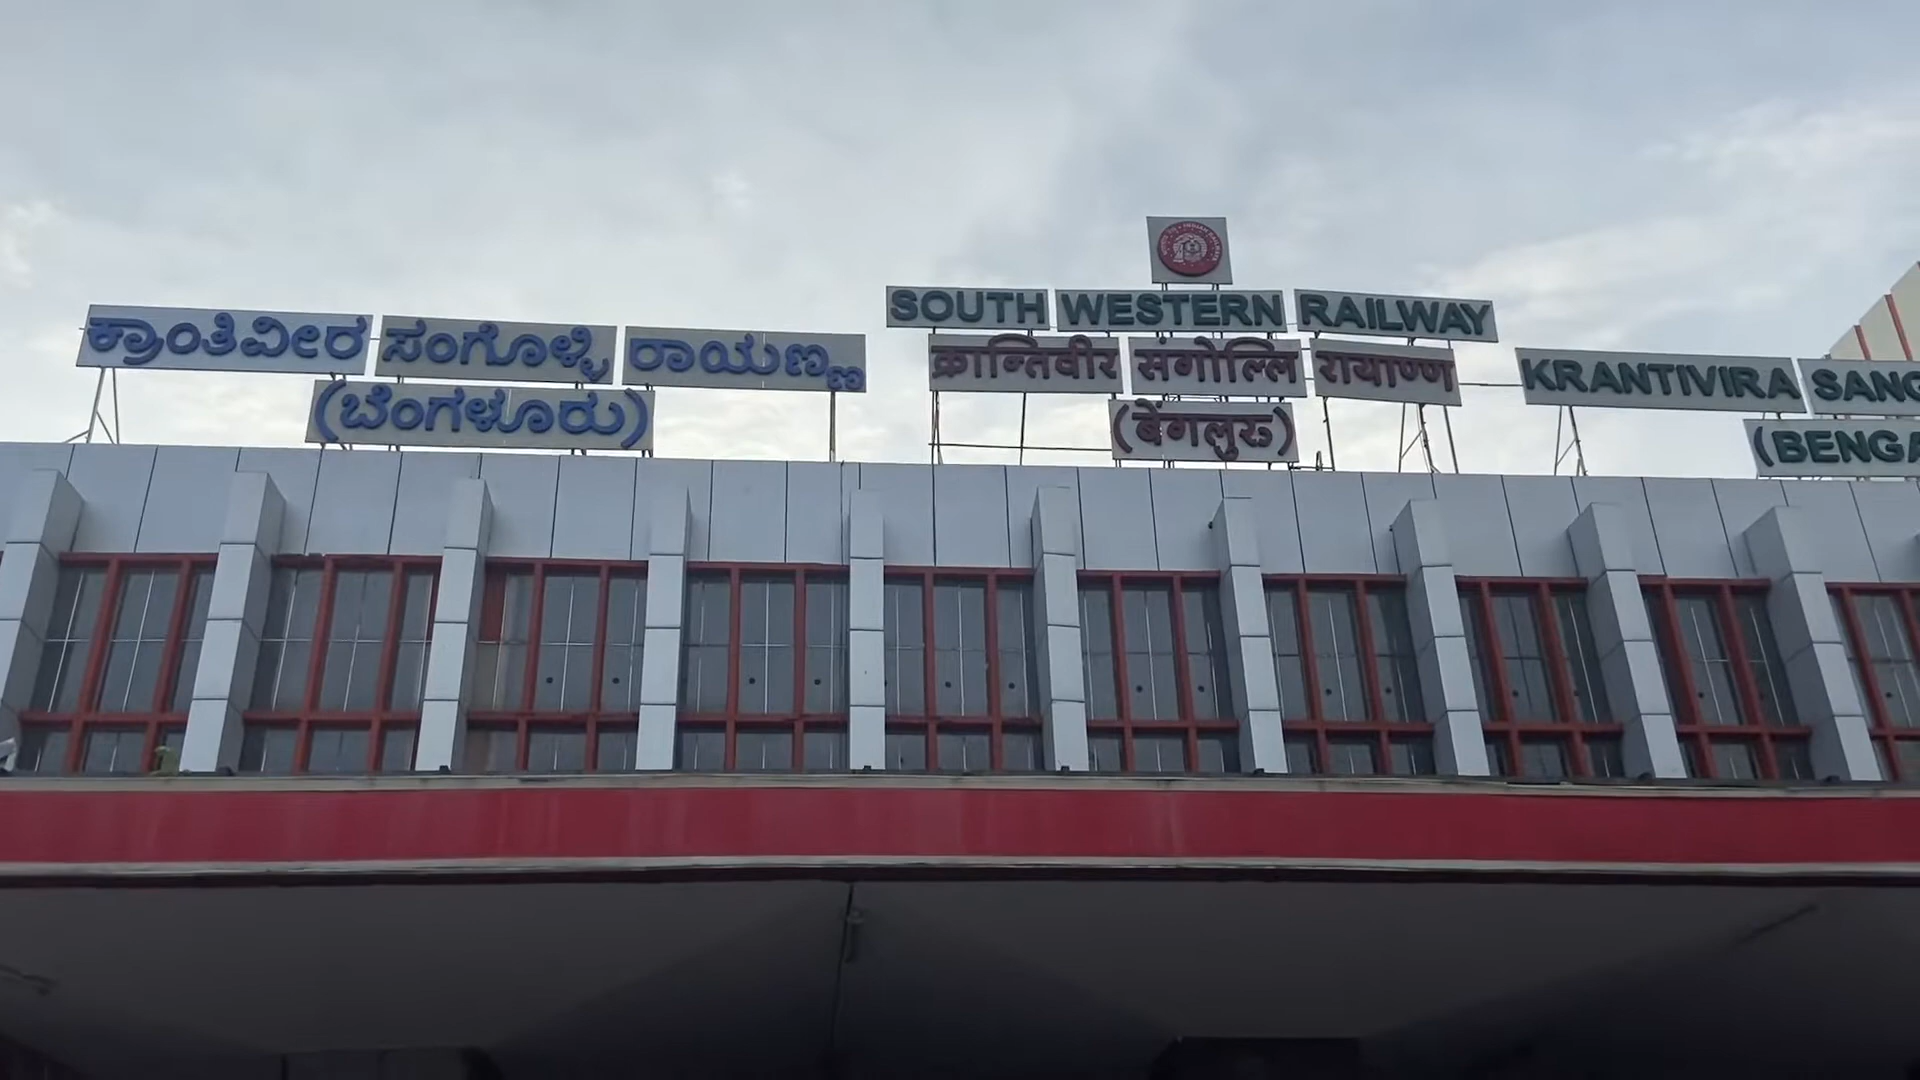 ಕ್ರಾಂತಿವೀರ ಸಂಗೊಳ್ಳಿ ರಾಯಣ್ಣ
(ಬೆಂಗಳೂರು)
SOUTH WESTERN RAILWAY
क्रान्तिवीर संगोल्लि रायाण्ण
(बेंगलुरु)
KRANTIVIRA SANG
(BENGA